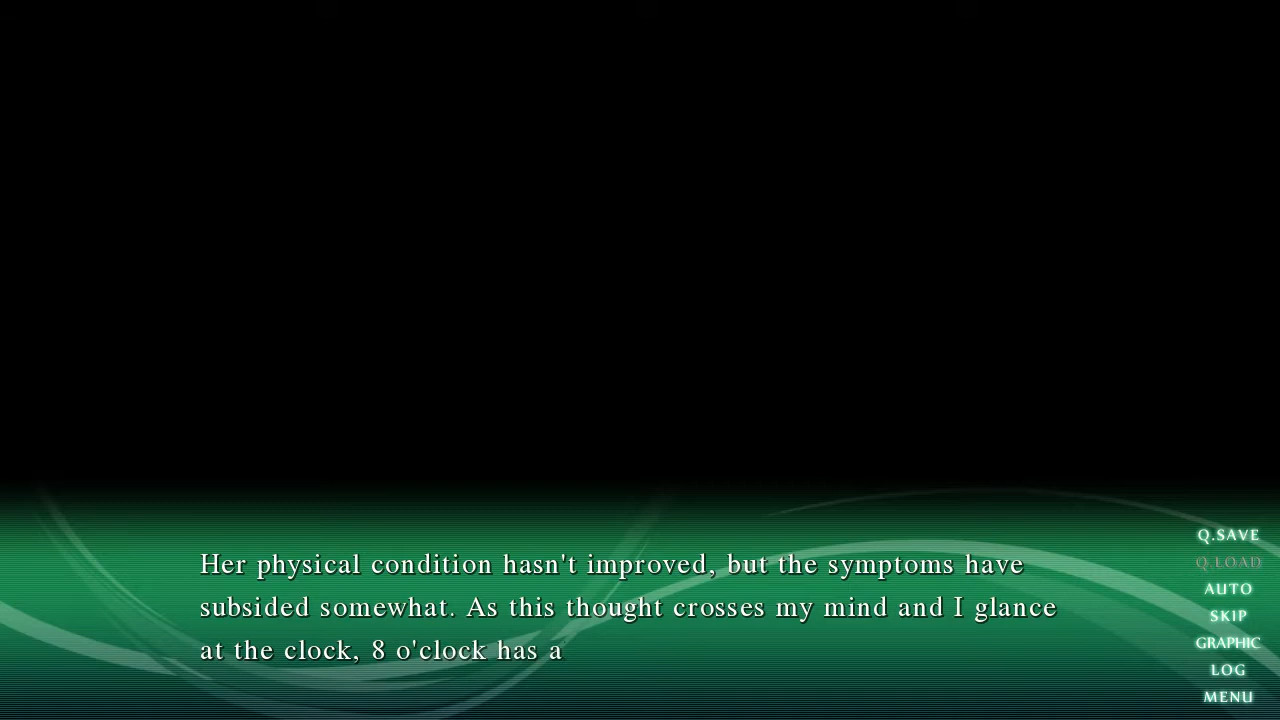 Her physical condition hasn't improved, but the symptoms have
subsided somewhat. As this thought crosses my mind and I glance
at the clock, 8 o'clock has a
Q.SAVE
Q.LOAD
AUTO
SKIP
GRAPHIC
LOG
MENU